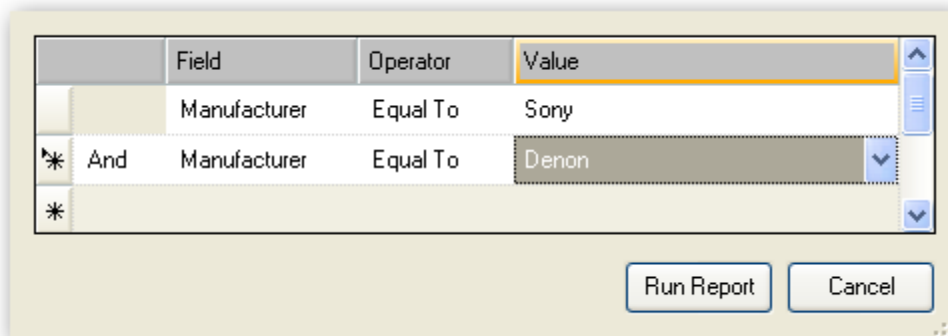 Field Operator Value
Manufacturer Equal To Sony
And Manufacturer Equal To Denon
Run Report Cancel